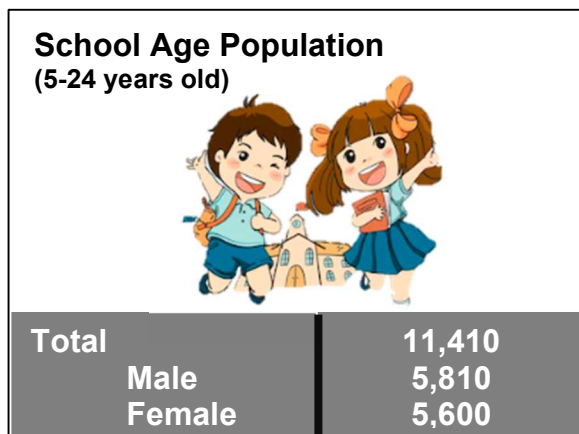 School Age Population
(5-24 years old)
Total 11,410
Male 5,810
Female 5,600